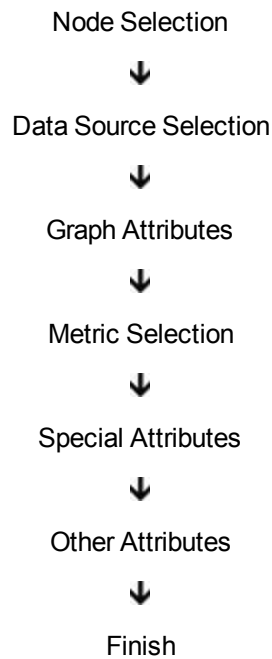 Node Selection
Data Source Selection
Graph Attributes
Metric Selection
Special Attributes
Other Attributes
Finish